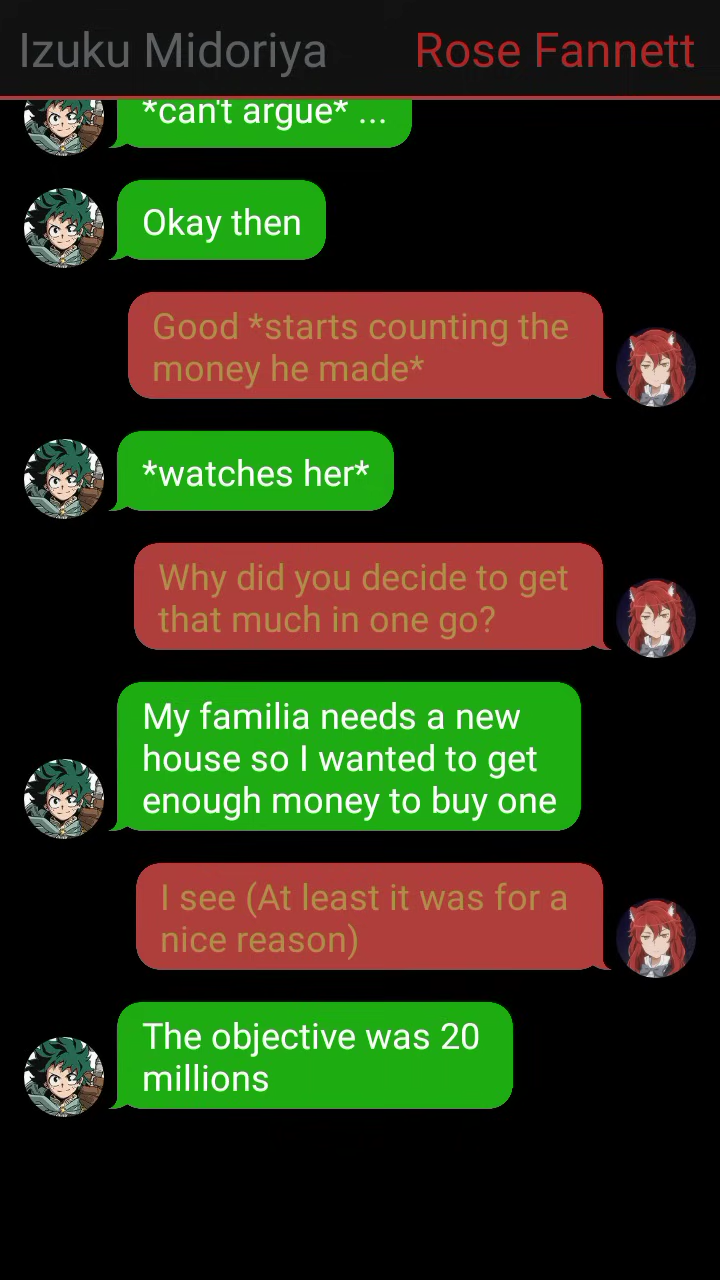 Izuku Midoriya Rose Fannett
*can't argue* ...
Okay then
Good *starts counting the
money he made*
*watches her*
Why did you decide to get
that much in one go?
My familia needs a new
house so I wanted to get
enough money to buy one
I see (At least it was for a
nice reason)
The objective was 20
millions